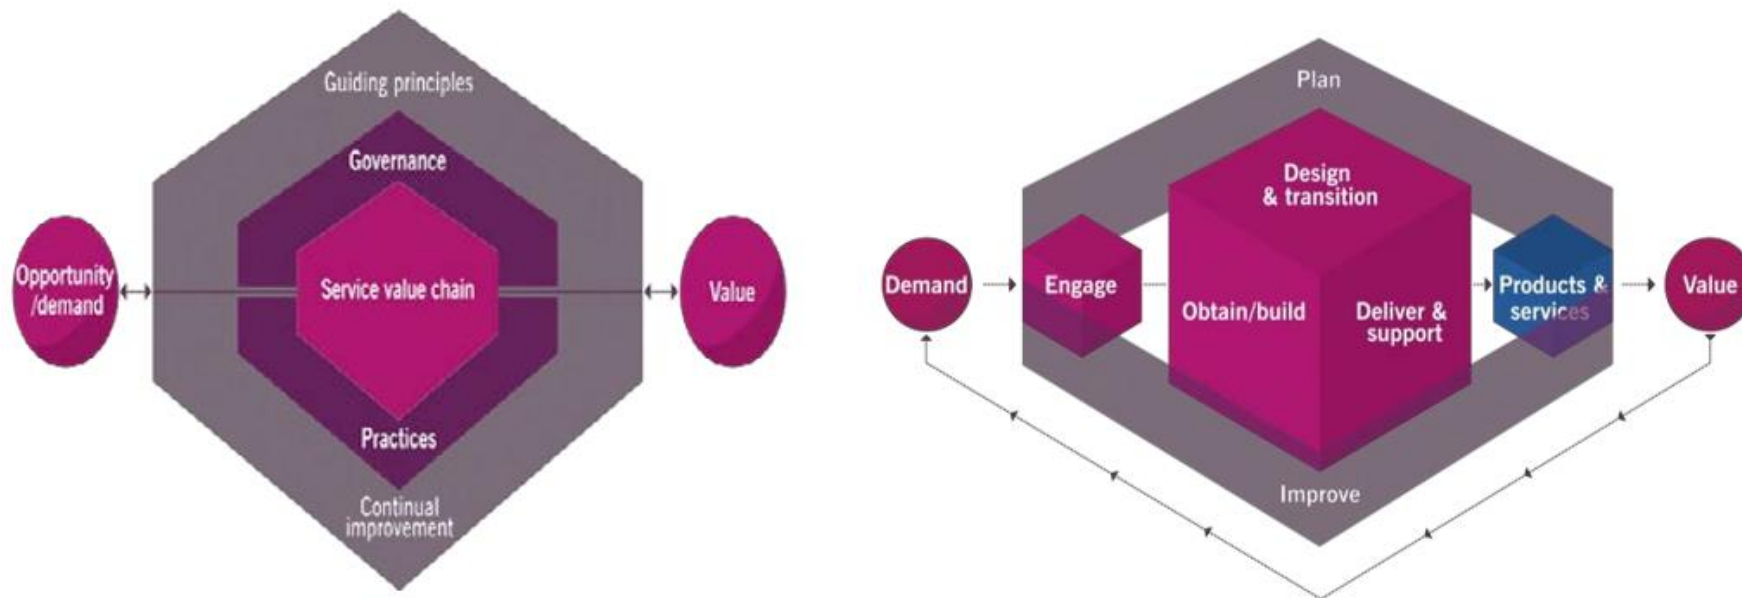 Guiding principles
Governance
Opportunity
/demand
Service value chain
Value
Practices
Continual
improvement
Plan
Design
& transition
Demand
Engage
Obtain/build
Deliver &
support
Products &
services
Value
Improve